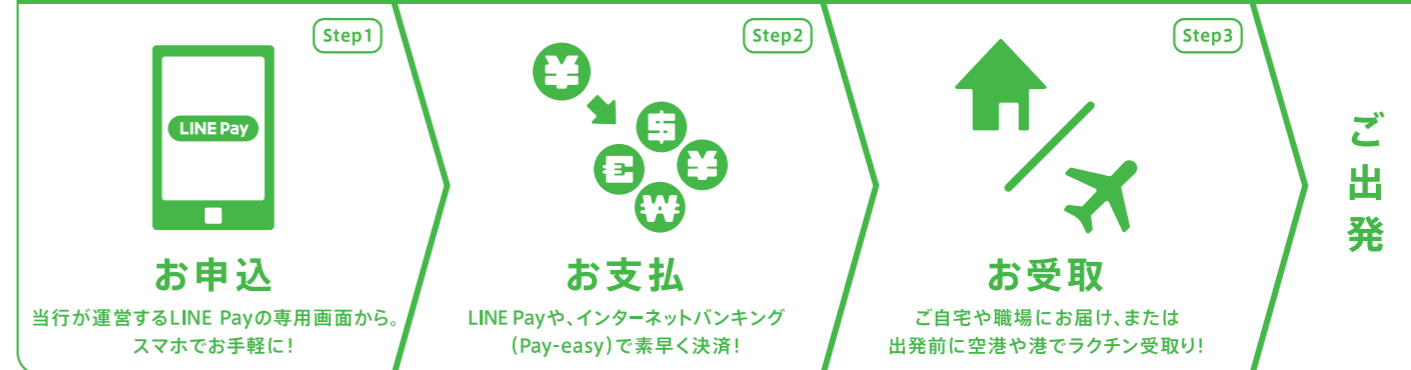 Step1
LINE Pay
お申込
当行が運営するLINE Payの専用画面から。
スマホでお手軽に!
Step2
¥
$
€
¥
₩
お支払
LINE Payや、インターネットバンキング
(Pay-easy)で素早く決済!
Step3
お受取
ご自宅や職場にお届け、または
出発前に空港や港でラクチン受取り!
ご出発